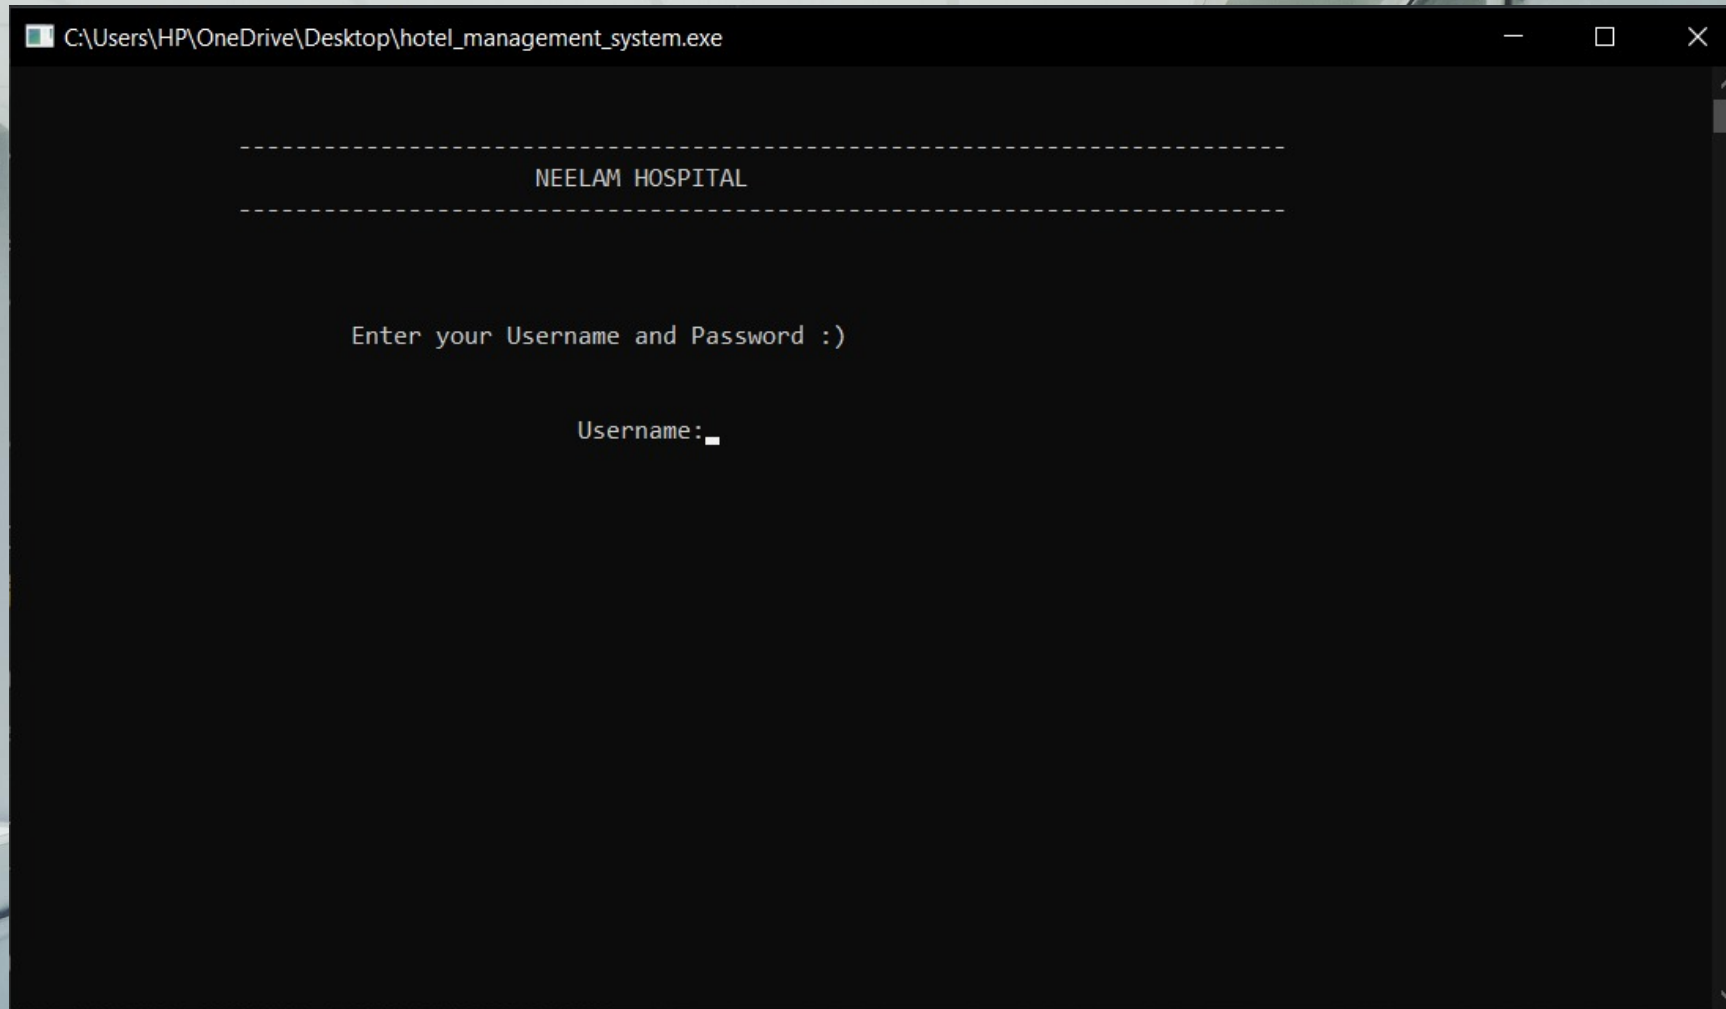 C:\Users\HP\OneDrive\Desktop\hotel_management_system.exe
--------------------------------------------------------------------------
NEELAM HOSPITAL
--------------------------------------------------------------------------
Enter your Username and Password :)
Username: